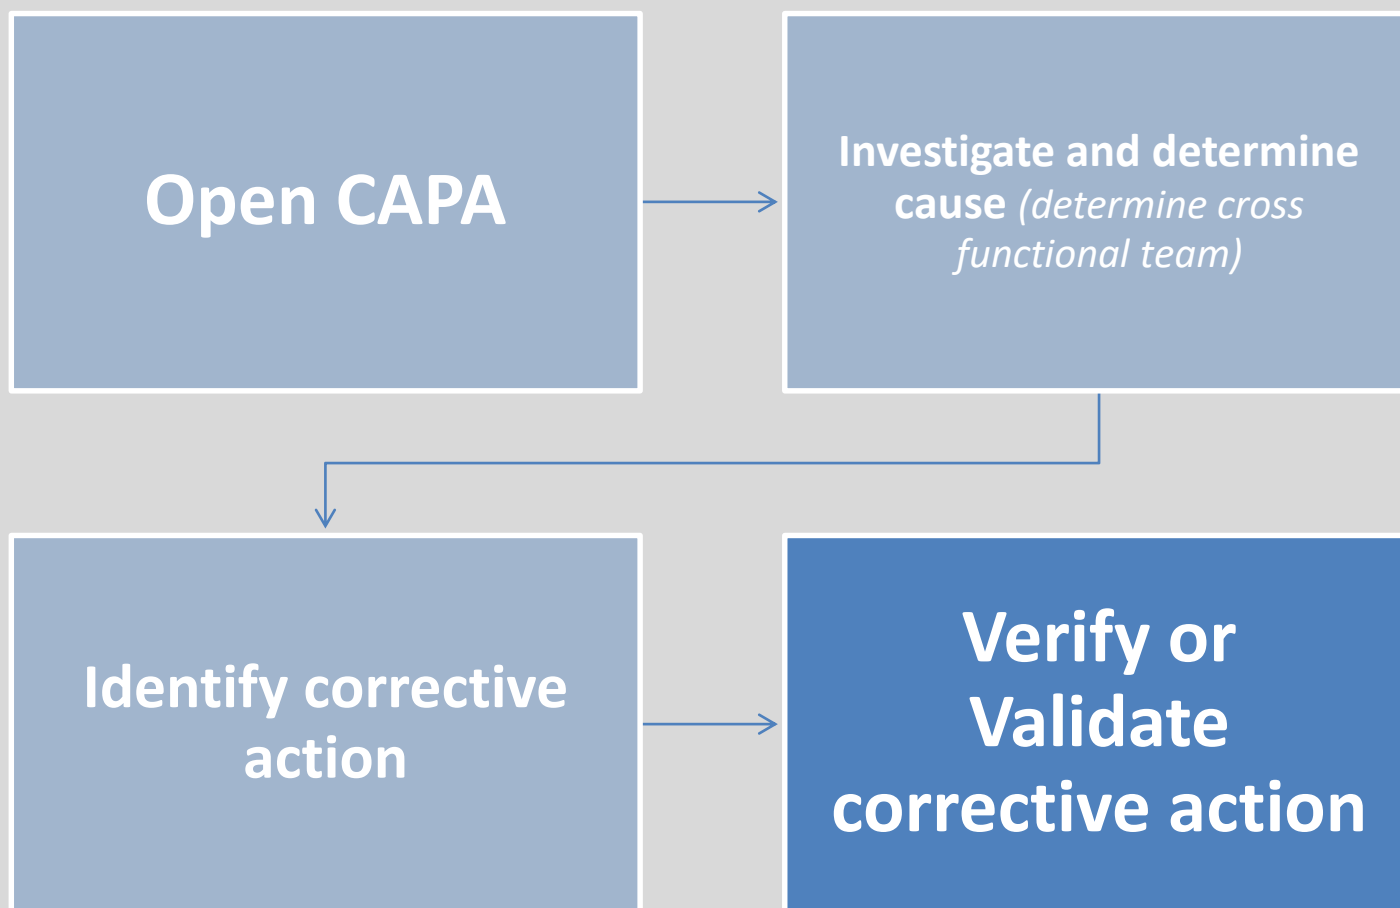 Open CAPA
Investigate and determine
cause (determine cross
functional team)
Identify corrective
action
Verify or
Validate
corrective action